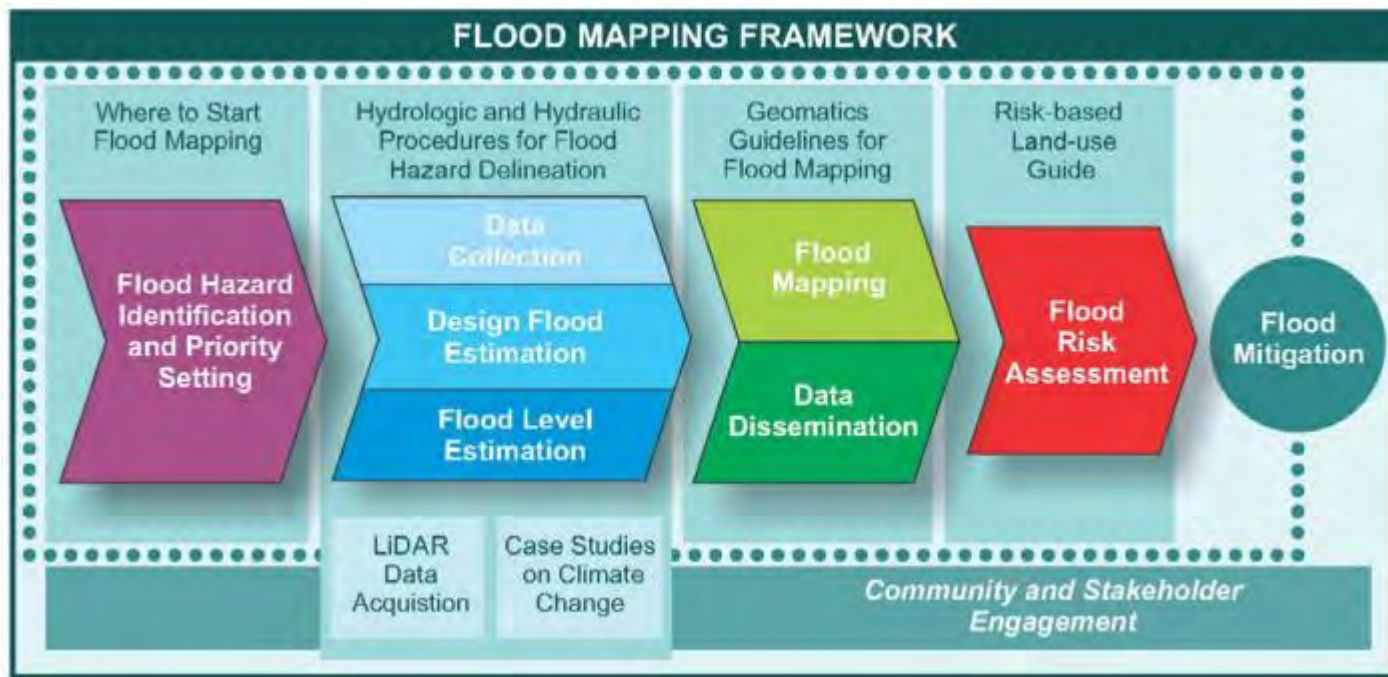 FLOOD MAPPING FRAMEWORK
Where to Start
Flood Mapping
Hydrologic and Hydraulic
Procedures for Flood
Hazard Delineation
Geomatics
Guidelines for
Flood Mapping
Risk-based
Land-use
Guide
Flood Hazard
Identification
and Priority
Setting
Data
Collection
Design Flood
Estimation
Flood Level
Estimation
Flood
Mapping
Data
Dissemination
Flood
Risk
Assessment
Flood
Mitigation
LiDAR
Data
Acquistion
Case Studies
on Climate
Change
Community and Stakeholder
Engagement